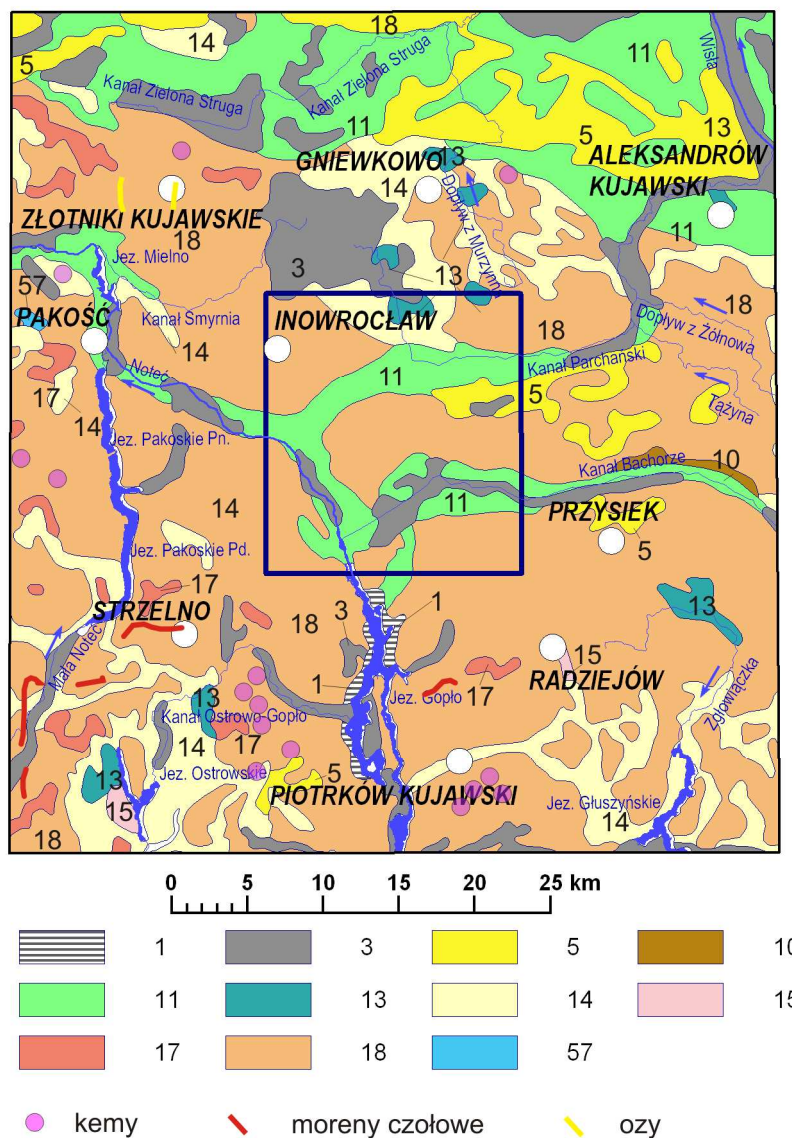 18
14
5
11
Kanał Zielona Struga
Kanał Zielona Struga
Wisła
11
5
13
GNIEWKOWO
13
ALEKSANDRÓW
KUJAWSKI
14
Dopływ z Murzynna
ZŁOTNIKI KUJAWSKIE
18
11
Jez. Mielno
3
13
57
PAKOŚĆ
Kanał Smyrnia
INOWROCŁAW
18
18
Dopływ z Żółnowa
14
Noteć
Kanał Parchański
11
5
Tążyna
17
14
Jez. Pakoskie Pn.
Kanał Bachorze
10
14
11
PRZYSIEK
Jez. Pakoskie Pd.
5
17
STRZELNO
3
18
1
13
Mała Noteć
15
RADZIEJÓW
1
Jez. Gopło
17
Zgłowiączka
13
Kanał Ostrowo-Gopło
14
17
Jez. Ostrowskie
13
5
PIOTRKÓW KUJAWSKI
Jez. Głuszyńskie
15
14
18
0 5 10 15 20 25 km
1 3 5 10
11 13 14 15
17 18 57
kemy moreny czołowe ozy